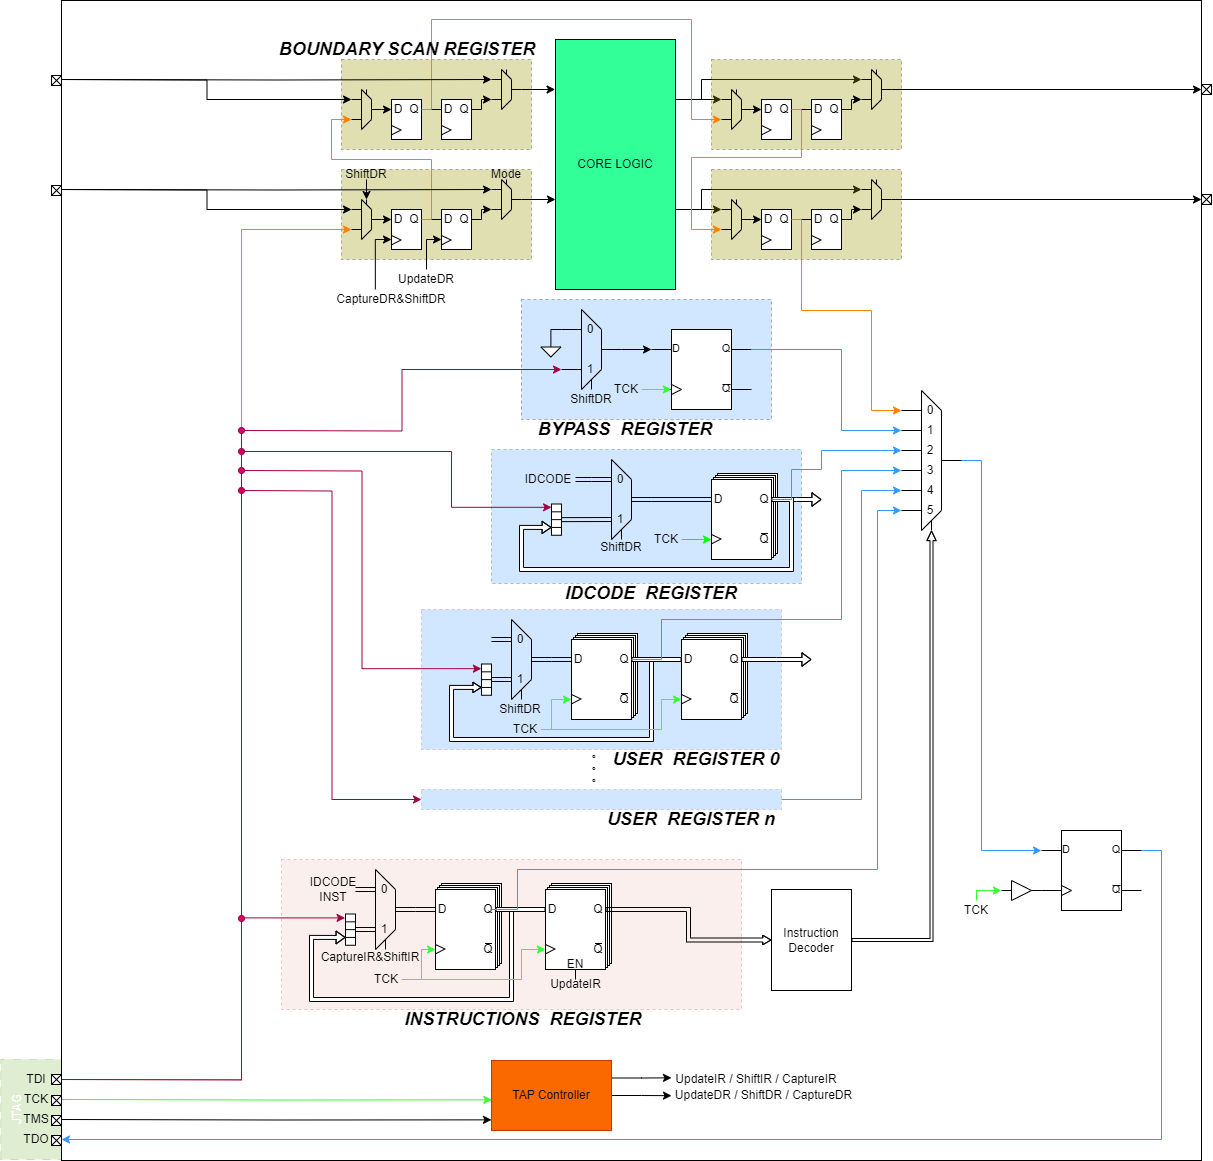 BOUNDARY SCAN REGISTER
D Q
D Q
D Q
D Q
CORE LOGIC
ShiftDR
Mode
D Q
D Q
D Q
D Q
UpdateDR
CaptureDR&ShiftDR
0
D Q
1
TCK
Q
ShiftDR
BYPASS REGISTER
0
1
2
3
4
5
IDCODE
0
D Q
1
TCK
Q
ShiftDR
IDCODE REGISTER
0
D Q
D Q
1
Q
Q
ShiftDR
TCK
USER REGISTER 0
USER REGISTER n
D Q
Q
TCK
IDCODE
INST
0
D Q
D Q
1
Q
Q
CaptureIR&ShiftIR
EN
TCK
UpdateIR
Instruction
Decoder
INSTRUCTIONS REGISTER
JTAG
TDI
TCK
TMS
TDO
TAP Controller
UpdateIR / ShiftIR / CaptureIR
UpdateDR / ShiftDR / CaptureDR